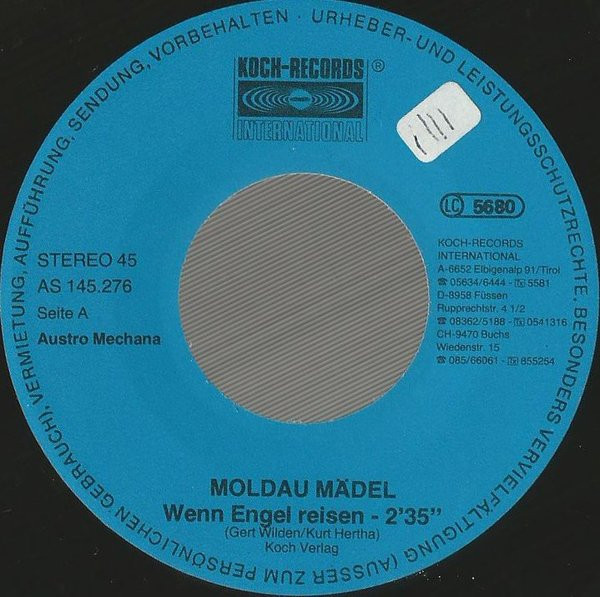 URHEBER- UND LEISTUNGSSCHUTZRECHTE. BESONDERS VERVIELFÄLTIGUNG (AUSSER ZUM PERSÖNLICHEN GEBRAUCH), VERMIETUNG, AUFFÜHRUNG, SENDUNG, VORBEHALTEN ·
KOCH-RECORDS ®
INTERNATIONAL
LC 5680
STEREO 45
AS 145.276
Seite A
Austro Mechana
KOCH-RECORDS
INTERNATIONAL
A-6652 Elbigenalp 91/Tirol
☎ 05634/6444 - 5581
D-8958 Füssen
Rupprechtstr. 4 1/2
☎ 08362/5188 - 0541316
CH-9470 Buchs
Wiedenstr. 15
☎ 085/66061 - 855254
MOLDAU MÄDEL
Wenn Engel reisen - 2'35"
(Gert Wilden/Kurt Hertha)
Koch Verlag